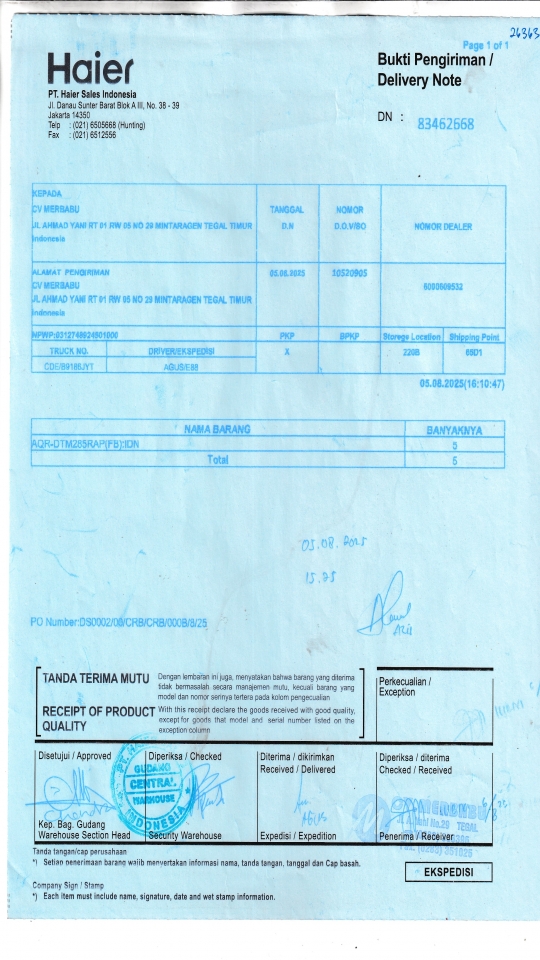 26363
Page 1 of 1
Haier
Bukti Pengiriman /
Delivery Note
PT. Haier Sales Indonesia
Jl. Danau Sunter Barat Blok A III, No. 38 - 39
Jakarta 14350
Telp : (021) 6505668 (Hunting)
Fax : (021) 6512556
DN : 83462668
KEPADA
CV MERBABU
JL AHMAD YANI RT 01 RW 05 NO 29 MINTARAGEN TEGAL TIMUR
Indonesia
TANGGAL
D.N
NOMOR
D.O.V/BO
NOMOR DEALER
ALAMAT PENGIRIMAN
CV MERBABU
JL AHMAD YANI RT 01 RW 05 NO 29 MINTARAGEN TEGAL TIMUR
Indonesia
05.08.2025
10520905
6000009532
NPWP:0312748924501000
PKP
BPKP
Storege Location
Shipping Point
TRUCK NO.
DRIVER/EKSPEDISI
X
220B
65D1
CDE/B9186JYT
AGUS/E88
05.08.2025(16:10:47)
NAMA BARANG
BANYAKNYA
AQR-DTM285RAP(FB):IDN
5
Total
5
05.08.2025
15.25
Azis
PO Number:DS0002/00/CRB/CRB/000B/8/25
TANDA TERIMA MUTU
Dengan lembaran ini juga, menyatakan bahwa barang yang diterima
tidak bermasalah secara manajemen mutu, kecuali barang yang
model dan nomor serinya tertera pada kolom pengecualian
RECEIPT OF PRODUCT
QUALITY
With this receipt declare the goods received with good quality,
except for goods that model and serial number listed on the
exception column
Perkecualian /
Exception
Disetujui / Approved
Diperiksa / Checked
Diterima / dikirimkan
Received / Delivered
Diperiksa / diterima
Checked / Received
GUDANG
CENTRAL
WAREHOUSE
INDONESIA
AGUS
TEGAL
Kep. Bag. Gudang
Warehouse Section Head
Security Warehouse
Expedisi / Expedition
Penerima / Receiver
Tanda tangan/cap perusahaan
*) Setian penerimaan barang waiib menyertakan informasi nama, tanda tangan, tanggal dan Cap basah.
EKSPEDISI
Company Sign / Stamp
*) Each item must include name, signature, date and wet stamp information.